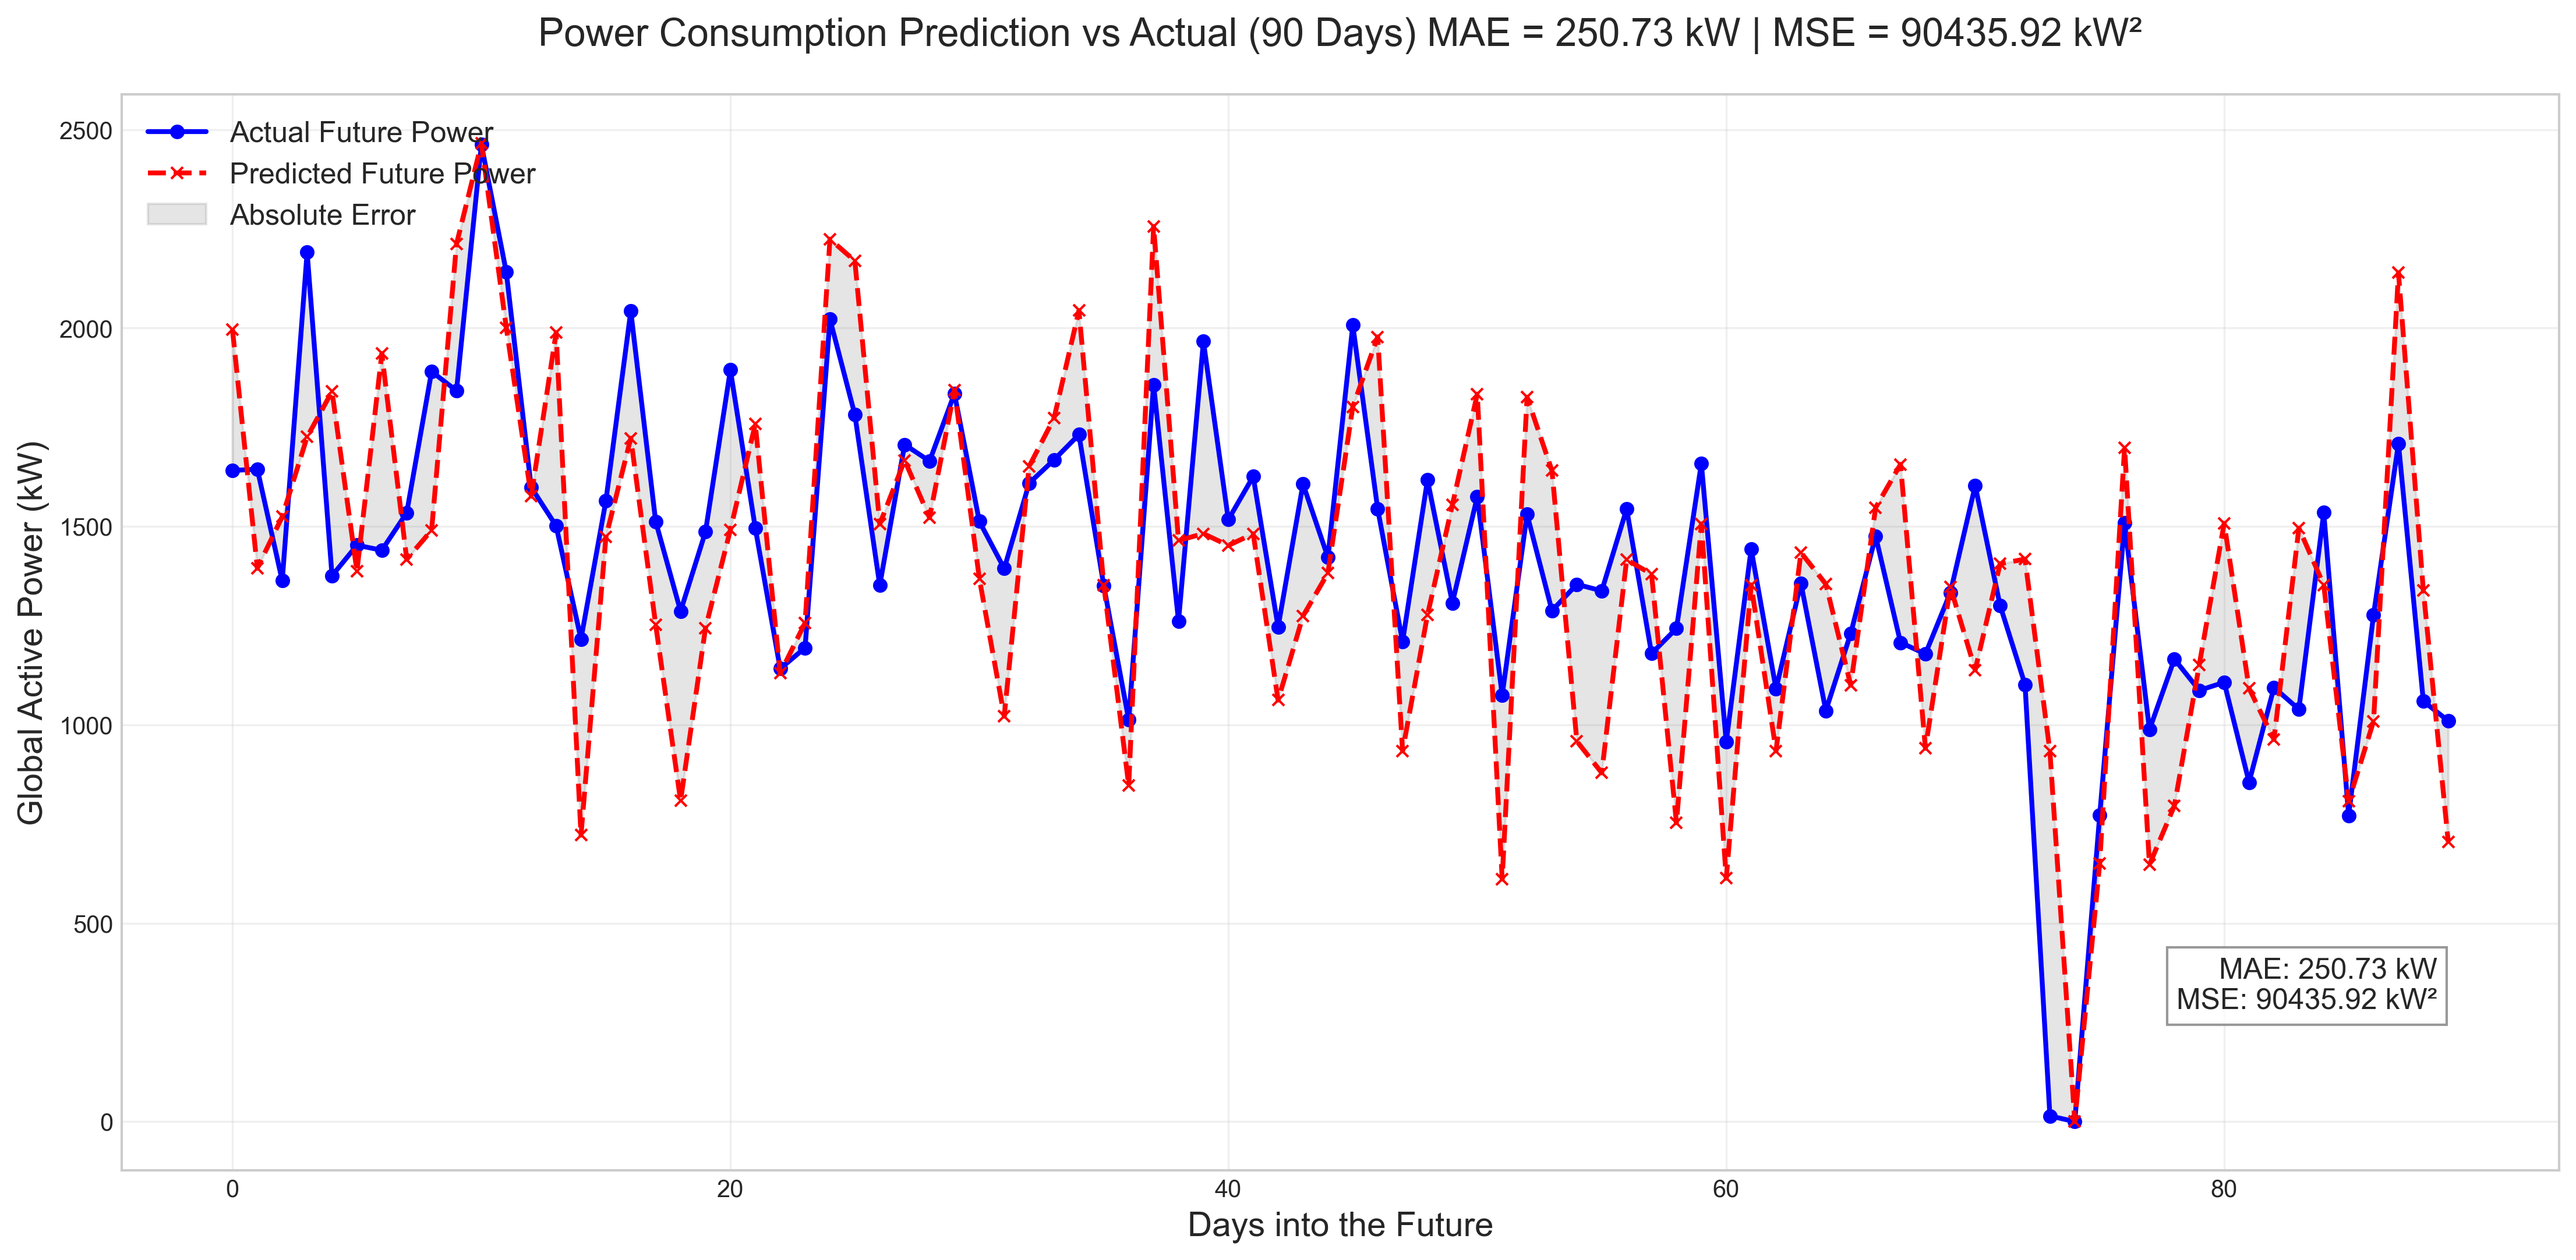 Power Consumption Prediction vs Actual (90 Days) MAE = 250.73 kW | MSE = 90435.92 kW²
Actual Future Power
Predicted Future Power
Absolute Error
Global Active Power (kW)
2500
2000
1500
1000
500
0
MAE: 250.73 kW
MSE: 90435.92 kW²
0
20
40
60
80
Days into the Future